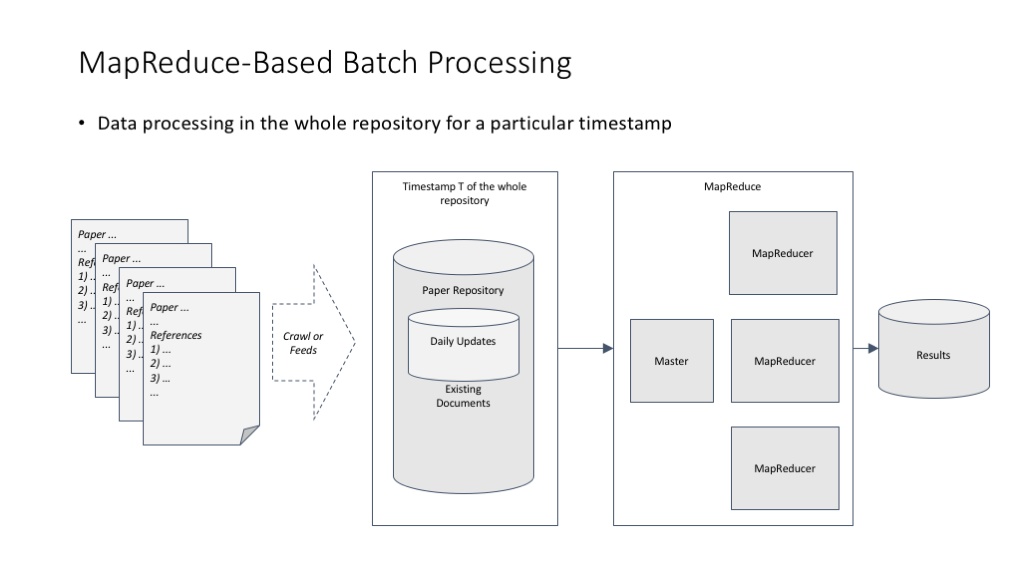 MapReduce-Based Batch Processing
• Data processing in the whole repository for a particular timestamp
Paper ...
...
Ref
1) ..
2) ..
3) ..
...
Paper ...
...
Ref
1) ..
2) ..
3) ..
...
Paper ...
...
Ref
1) ..
2) ..
3) ..
...
Paper ...
...
References
1) ...
2) ...
3) ...
...
Crawl or
Feeds
Timestamp T of the whole
repository
Paper Repository
Daily Updates
Existing
Documents
MapReduce
MapReducer
Master
MapReducer
MapReducer
Results